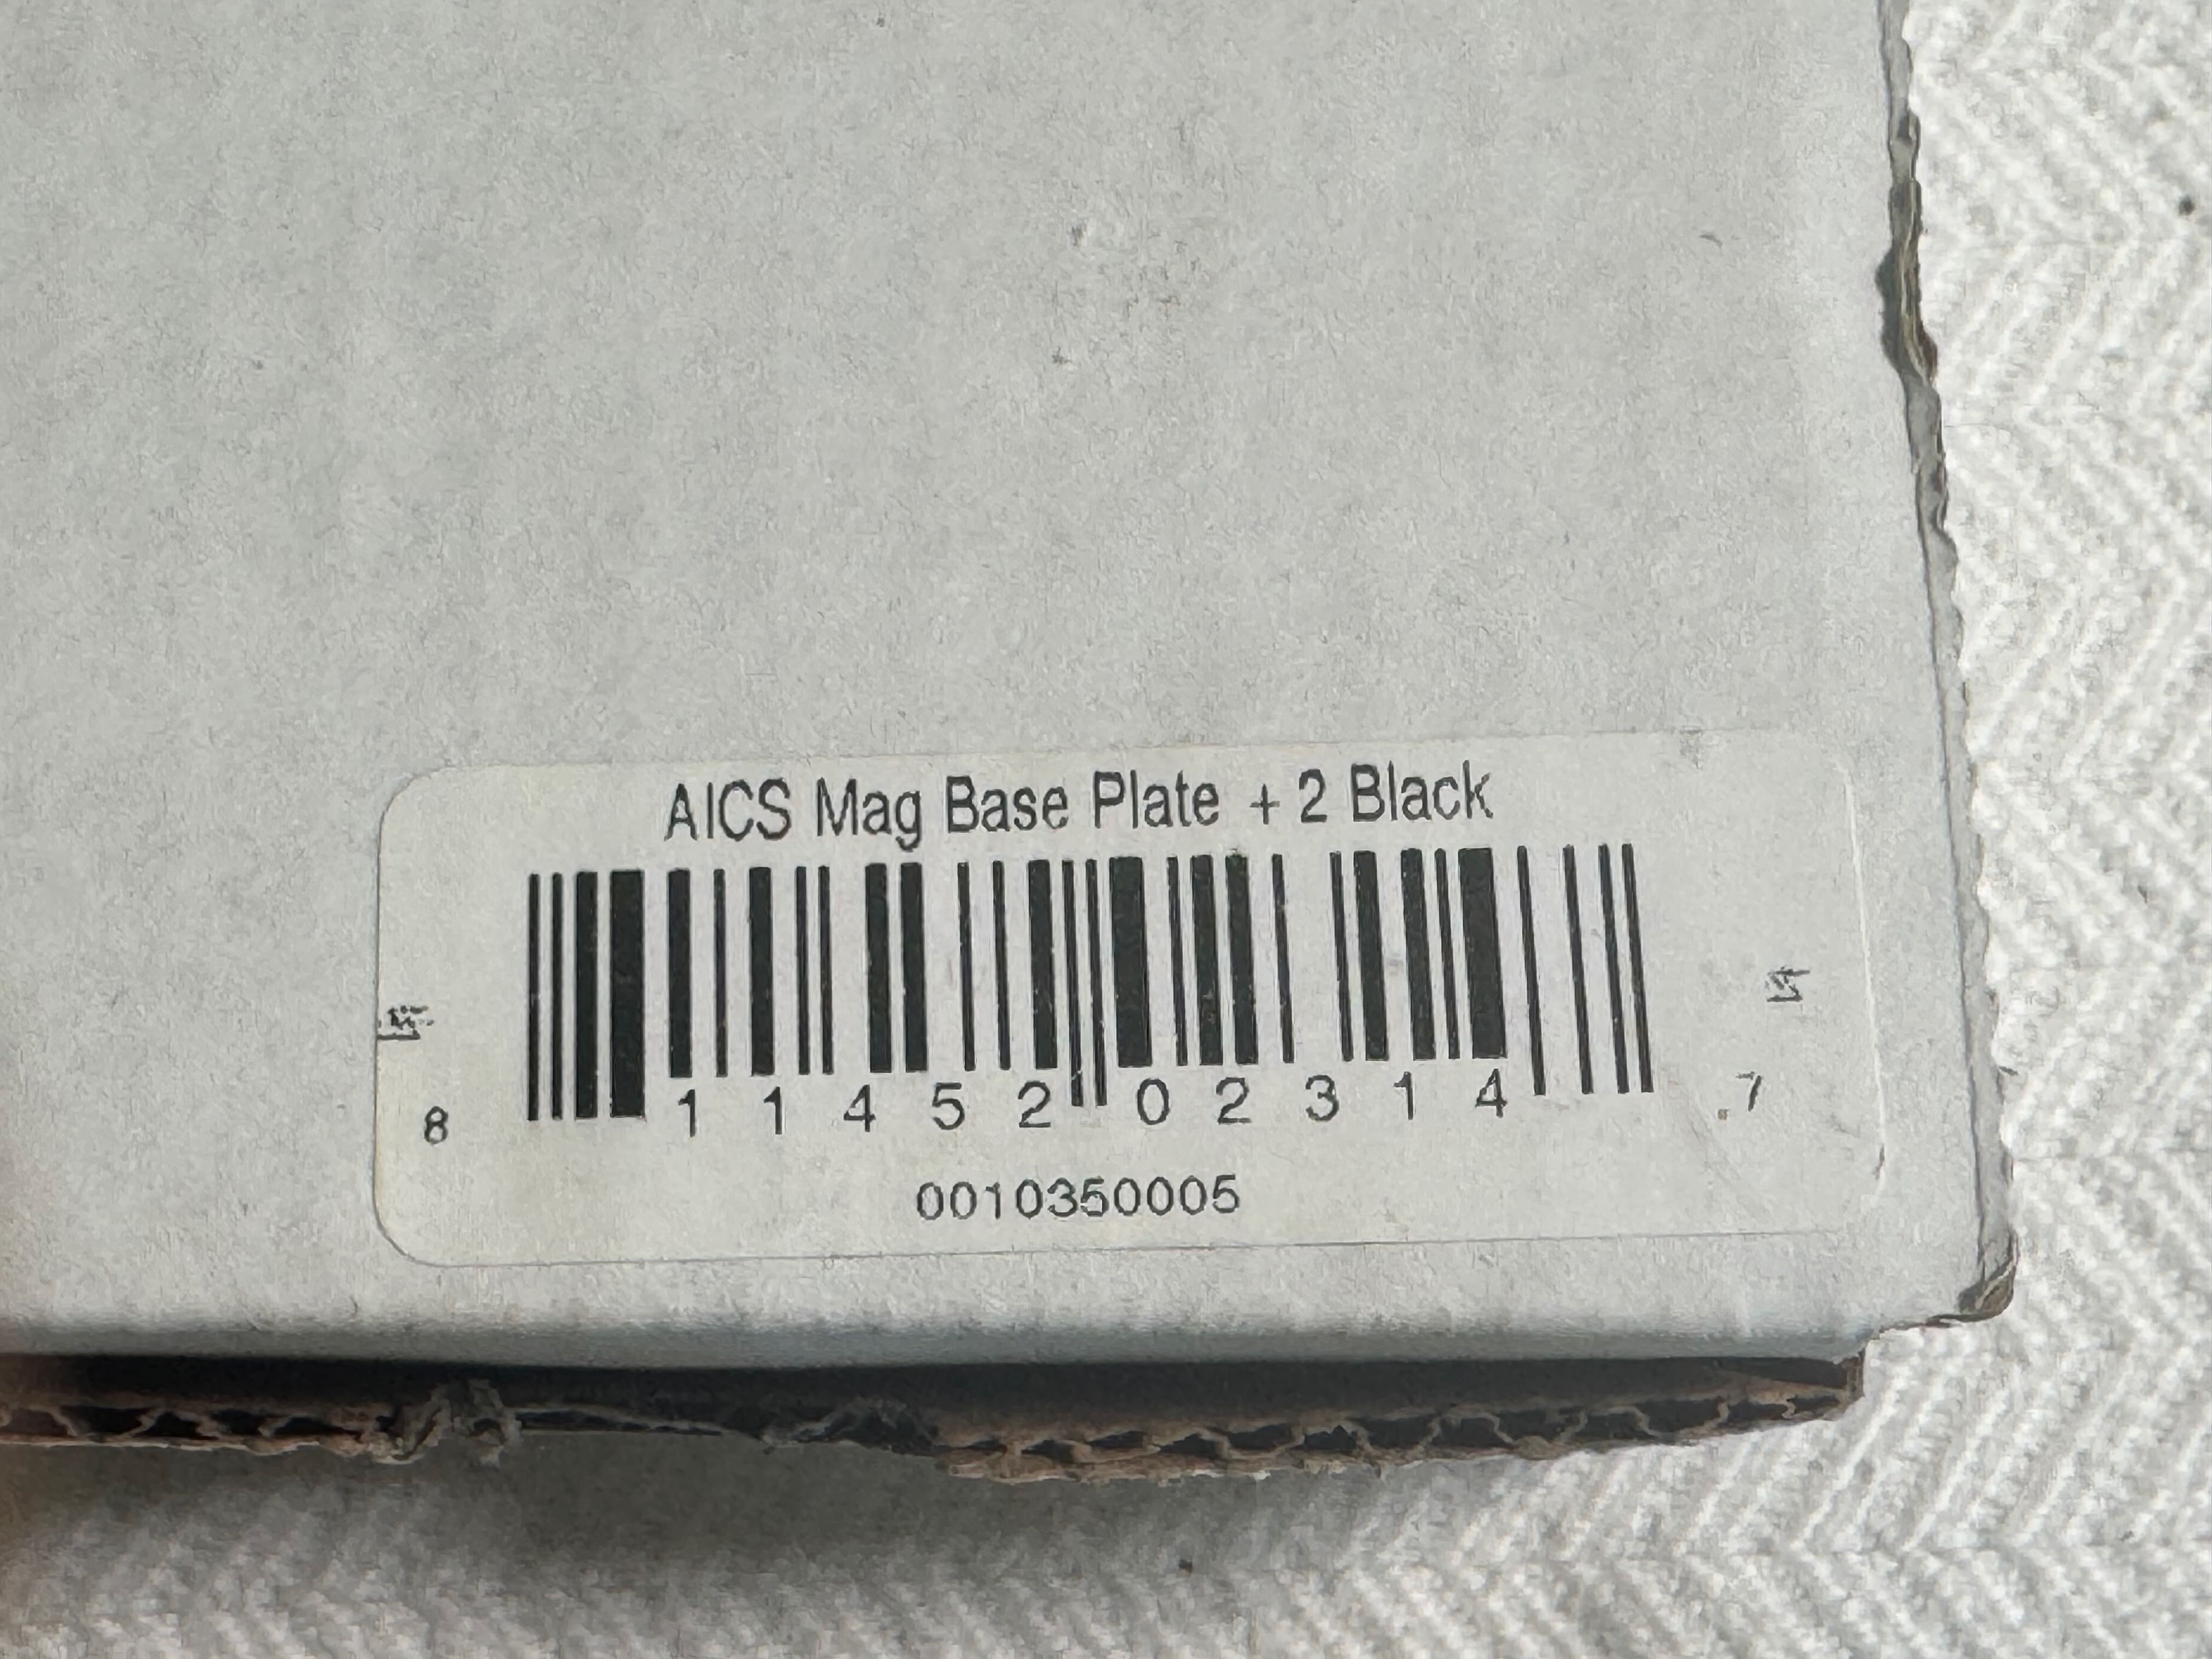 AICS Mag Base Plate + 2 Black
8 11452 02314 7
0010350005